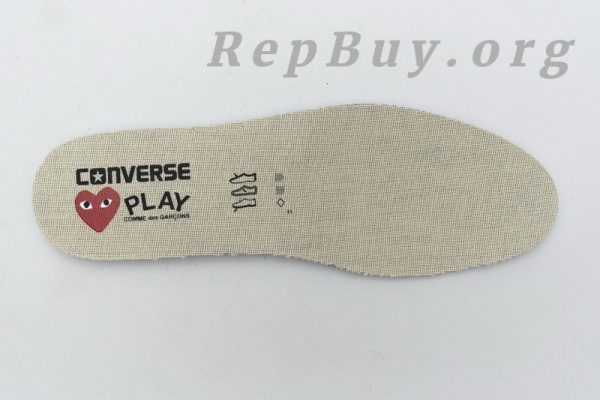 RepBuy.org
CONVERSE
PLAY
COMME des GARÇONS